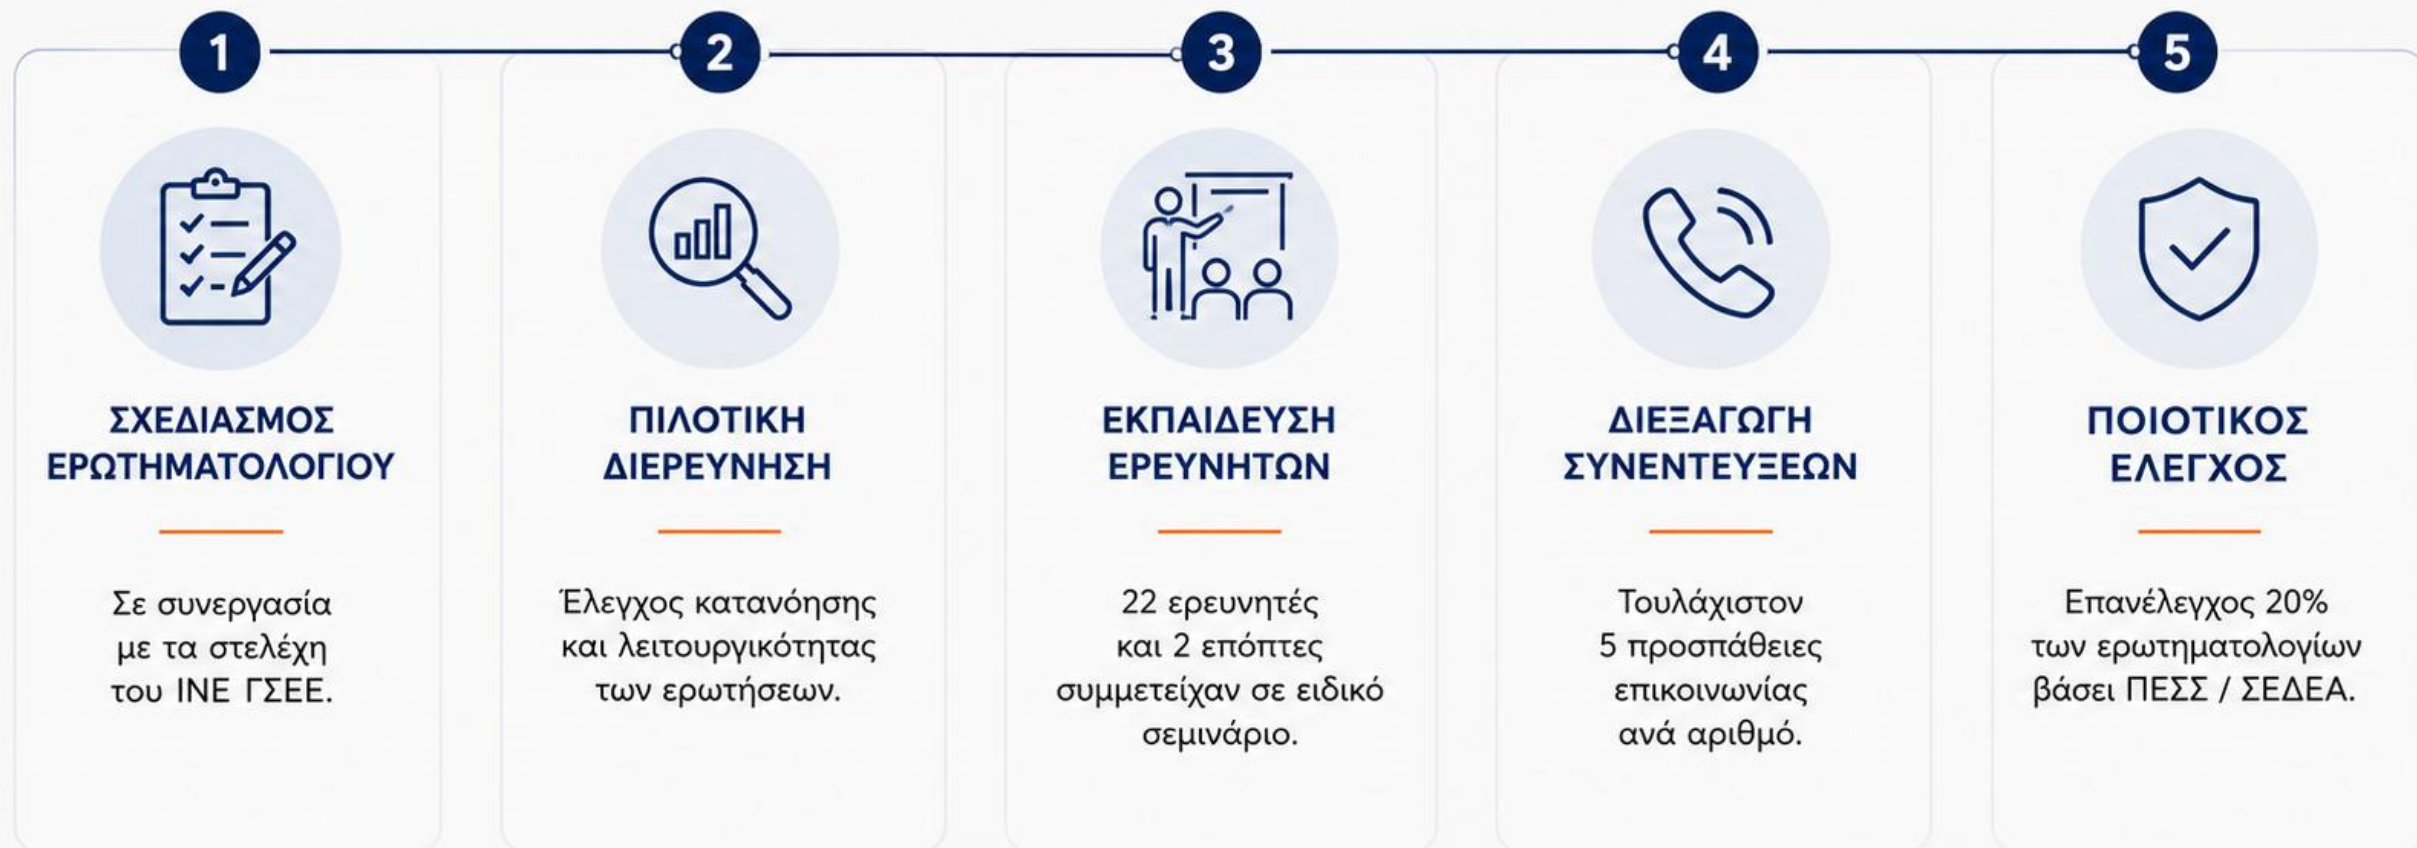 1
ΣΧΕΔΙΑΣΜΟΣ
ΕΡΩΤΗΜΑΤΟΛΟΓΙΟΥ
Σε συνεργασία
με τα στελέχη
του ΙΝΕ ΓΣΕΕ.
2
ΠΙΛΟΤΙΚΗ
ΔΙΕΡΕΥΝΗΣΗ
Έλεγχος κατανόησης
και λειτουργικότητας
των ερωτήσεων.
3
ΕΚΠΑΙΔΕΥΣΗ
ΕΡΕΥΝΗΤΩΝ
22 ερευνητές
και 2 επόπτες
συμμετείχαν σε ειδικό
σεμινάριο.
4
ΔΙΕΞΑΓΩΓΗ
ΣΥΝΕΝΤΕΥΞΕΩΝ
Τουλάχιστον
5 προσπάθειες
επικοινωνίας
ανά αριθμό.
5
ΠΟΙΟΤΙΚΟΣ
ΕΛΕΓΧΟΣ
Επανέλεγχος 20%
των ερωτηματολογίων
βάσει ΠΕΣΣ / ΣΕΔΕΑ.